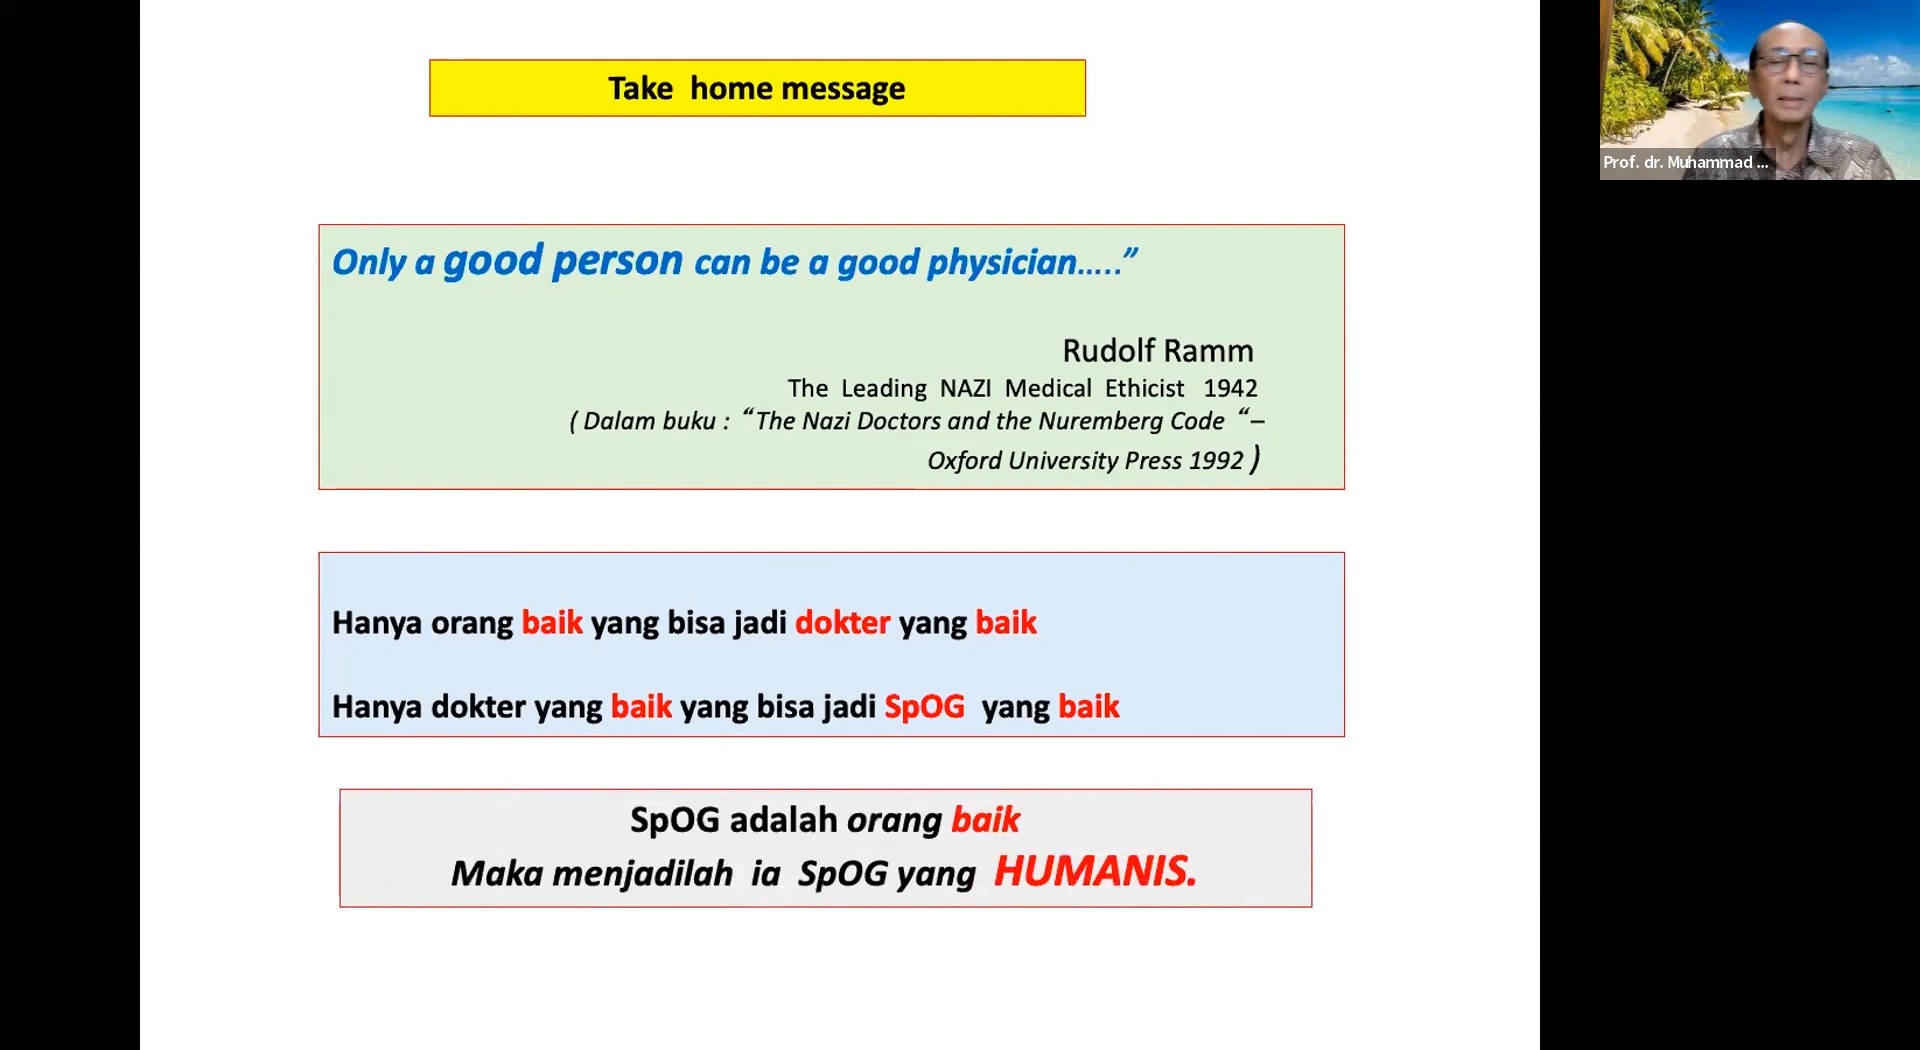 Take home message
Prof. dr. Muhammad ...
Only a good person can be a good physician.....”
Rudolf Ramm
The Leading NAZI Medical Ethicist 1942
( Dalam buku : “The Nazi Doctors and the Nuremberg Code “–
Oxford University Press 1992 )
Hanya orang baik yang bisa jadi dokter yang baik
Hanya dokter yang baik yang bisa jadi SpOG yang baik
SpOG adalah orang baik
Maka menjadilah ia SpOG yang HUMANIS.